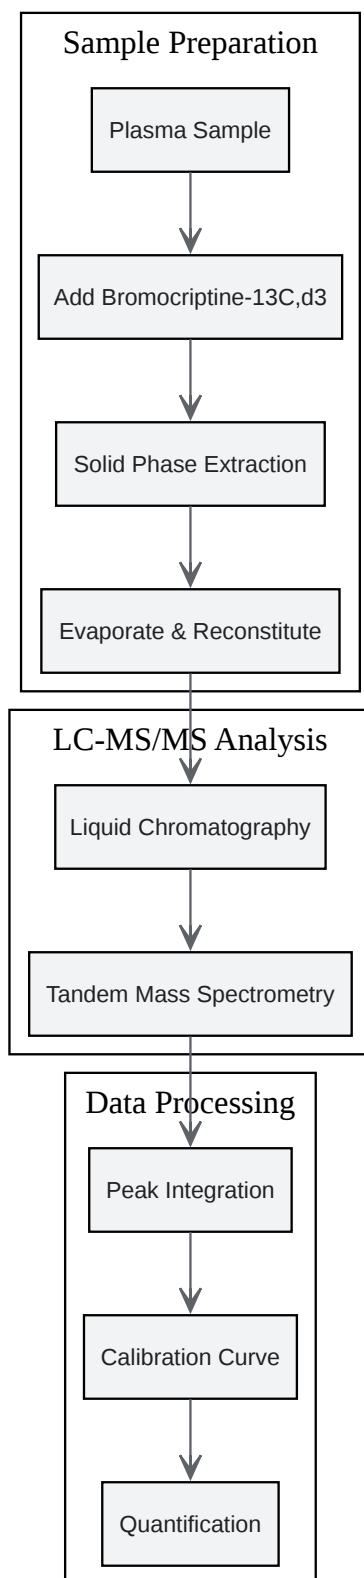 Sample Preparation
Plasma Sample
Add Bromocriptine-13C,d3
Solid Phase Extraction
Evaporate & Reconstitute
LC-MS/MS Analysis
Liquid Chromatography
Tandem Mass Spectrometry
Data Processing
Peak Integration
Calibration Curve
Quantification